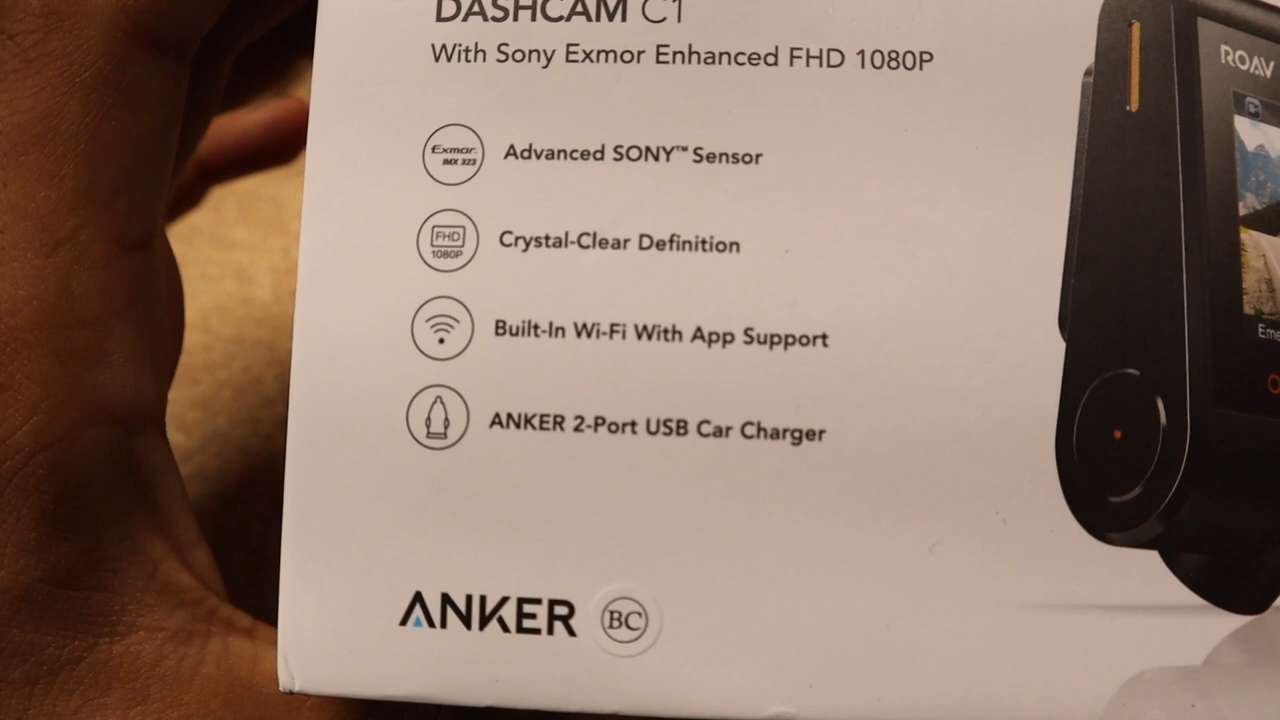 DASHCAM C1
With Sony Exmor Enhanced FHD 1080P
Exmor
IMX 323
Advanced SONY™ Sensor
FHD
1080P
Crystal-Clear Definition
Built-In Wi-Fi With App Support
ANKER 2-Port USB Car Charger
ANKER
BC
ROAV
Eme